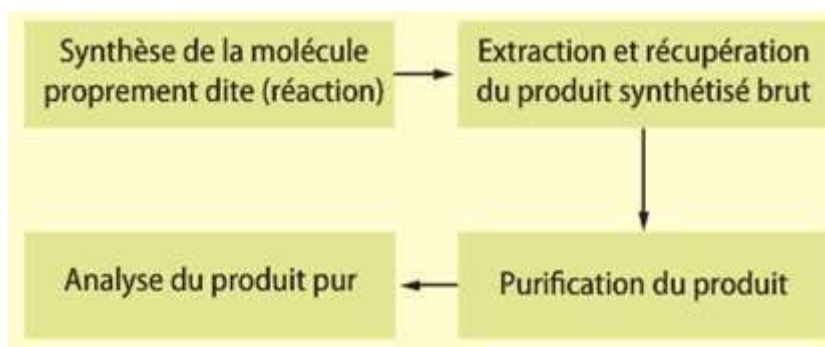 Synthèse de la molécule
proprement dite (réaction)
Extraction et récupération
du produit synthétisé brut
Purification du produit
Analyse du produit pur